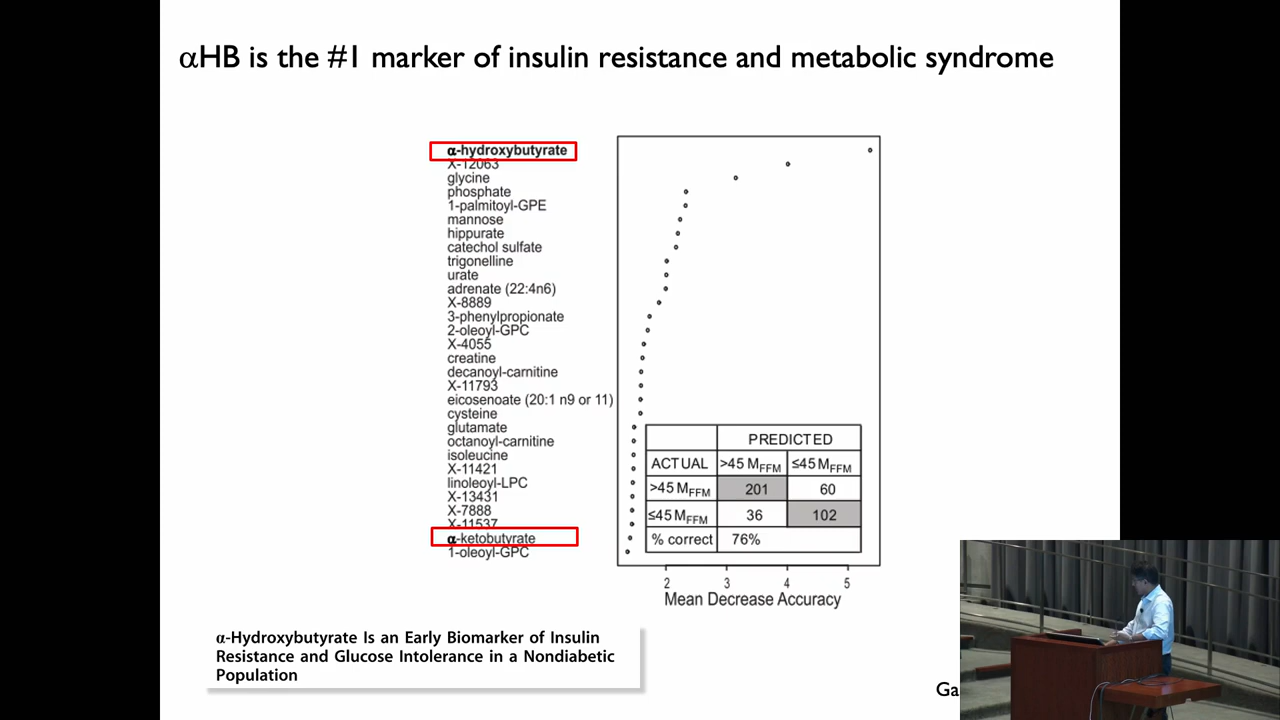 αHB is the #1 marker of insulin resistance and metabolic syndrome
α-hydroxybutyrate
X-12063
glycine
phosphate
1-palmitoyl-GPE
mannose
hippurate
catechol sulfate
trigonelline
urate
adrenate (22:4n6)
X-8889
3-phenylpropionate
2-oleoyl-GPC
X-4055
creatine
decanoyl-carnitine
X-11793
eicosenoate (20:1 n9 or 11)
cysteine
glutamate
octanoyl-carnitine
isoleucine
X-11421
linoleoyl-LPC
X-13431
X-7888
X-11537
α-ketobutyrate
1-oleoyl-GPC
PREDICTED
ACTUAL >45 MFFM ≤45 MFFM
>45 MFFM 201 60
≤45 MFFM 36 102
% correct 76%
2 3 4 5
Mean Decrease Accuracy
α-Hydroxybutyrate Is an Early Biomarker of Insulin
Resistance and Glucose Intolerance in a Nondiabetic
Population
Ga